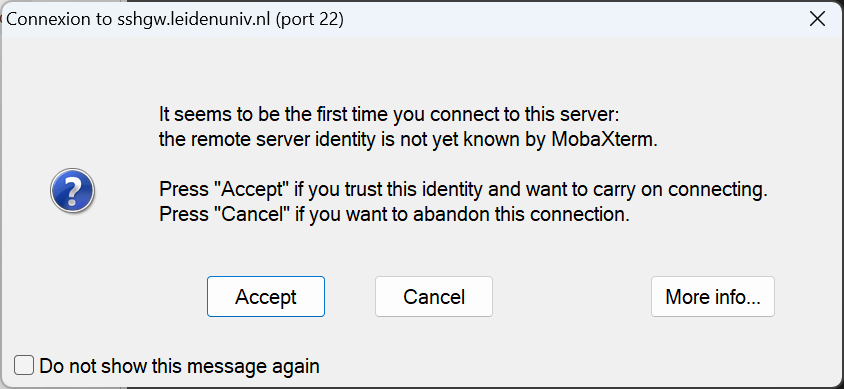 Connexion to sshgw.leidenuniv.nl (port 22)
It seems to be the first time you connect to this server:
the remote server identity is not yet known by MobaXterm.
Press "Accept" if you trust this identity and want to carry on connecting.
Press "Cancel" if you want to abandon this connection.
Accept
Cancel
More info...
Do not show this message again